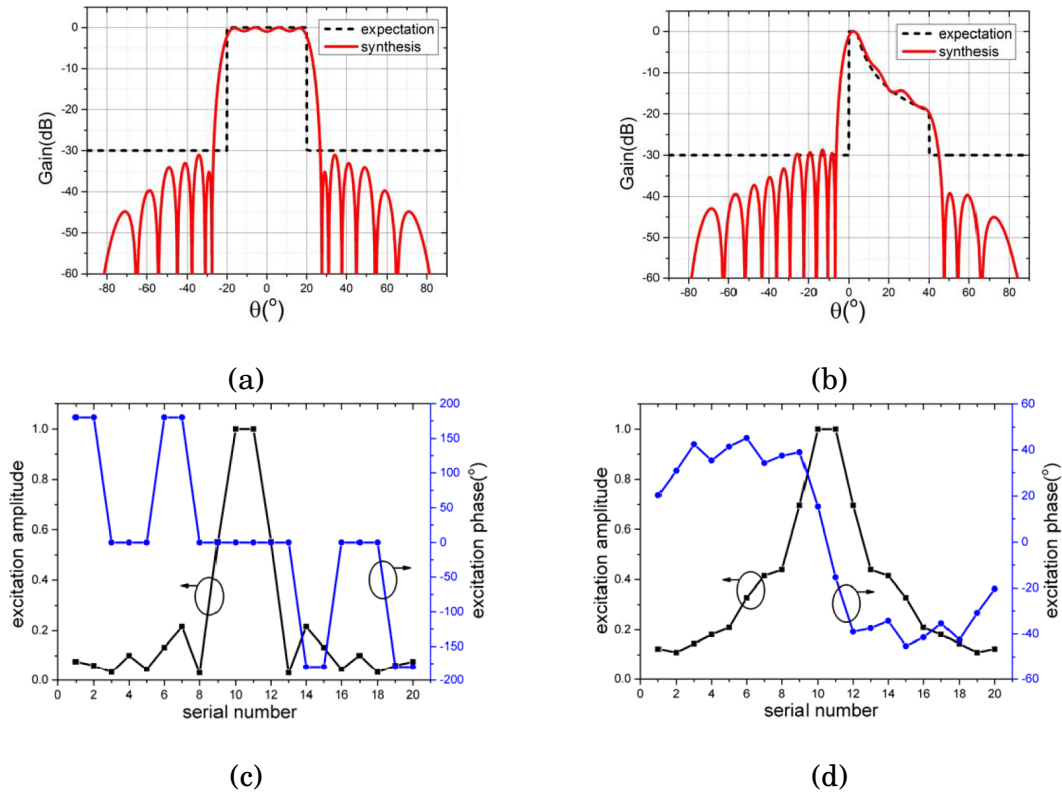 0
-10
-20
-30
-40
-50
-60
Gain(dB)
expectation
synthesis
-80 -60 -40 -20 0 20 40 60 80
θ(°)
(a)
0
-10
-20
-30
-40
-50
-60
Gain(dB)
expectation
synthesis
-80 -60 -40 -20 0 20 40 60 80
θ(°)
(b)
1.0
0.8
0.6
0.4
0.2
0.0
excitation amplitude
200
150
100
50
0
-50
-100
-150
-200
excitation phase(°)
0 2 4 6 8 10 12 14 16 18 20
serial number
(c)
1.0
0.8
0.6
0.4
0.2
0.0
excitation amplitude
60
40
20
0
-20
-40
-60
excitation phase(°)
0 2 4 6 8 10 12 14 16 18 20
serial number
(d)